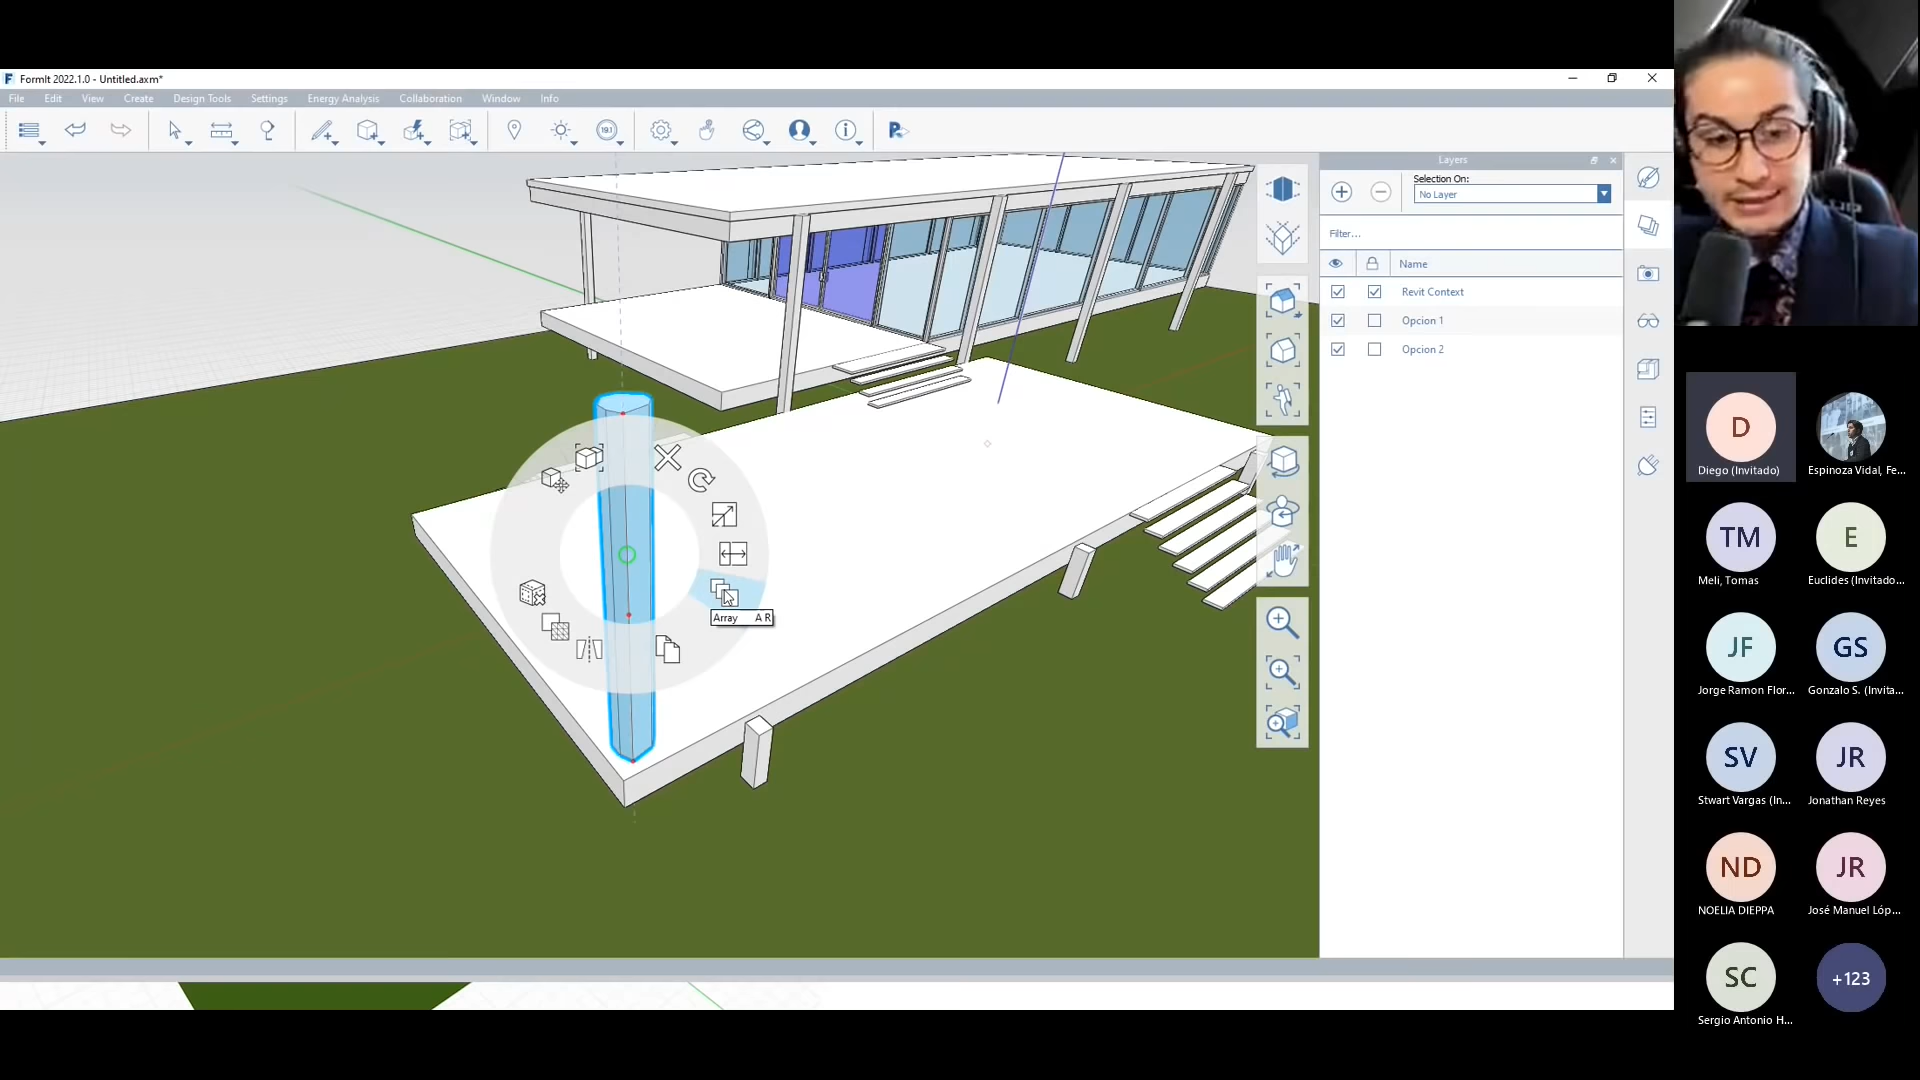 FormIt 2022.1.0 - Untitled.axm*
File Edit View Create Design Tools Settings Energy Analysis Collaboration Window Info
19.1
Layers
Selection On:
No Layer
Filter...
Name
Revit Context
Opcion 1
Opcion 2
Array A R
D
Diego (Invitado)
Espinoza Vidal, Fe...
TM
Meli, Tomas
E
Euclides (Invitado...
JF
Jorge Ramon Flor...
GS
Gonzalo S. (Invita...
SV
Stwart Vargas (In...
JR
Jonathan Reyes
ND
NOELIA DIEPPA
JR
José Manuel Lóp...
SC
Sergio Antonio H...
+123